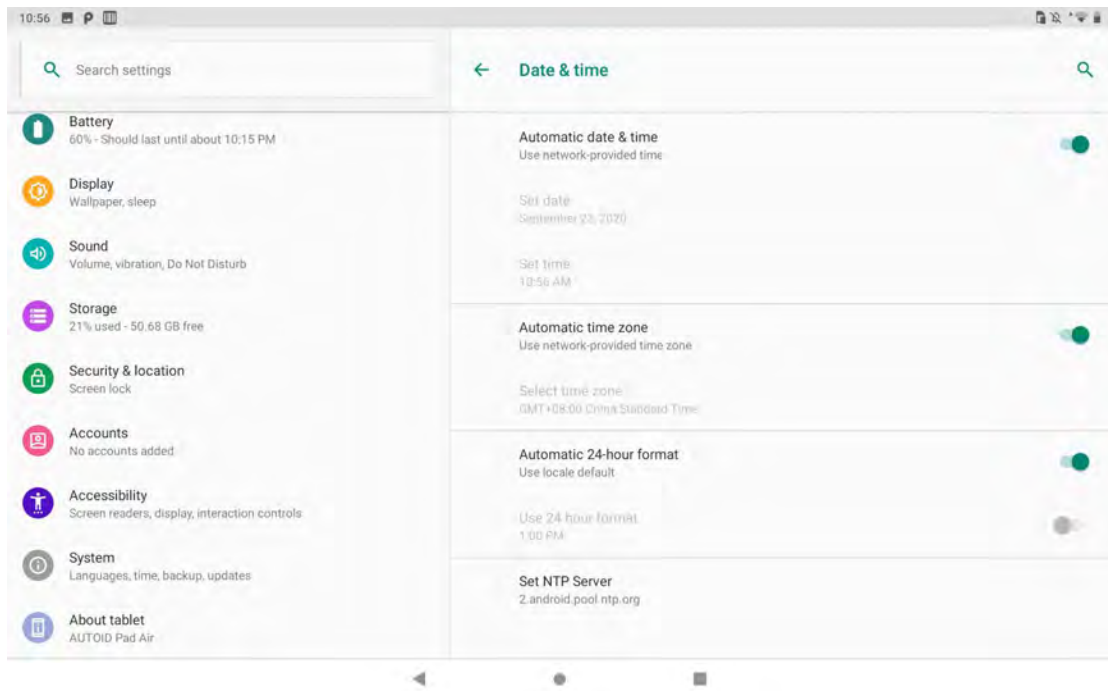 10:56
Search settings
Battery
60% - Should last until about 10:15 PM
Display
Wallpaper, sleep
Sound
Volume, vibration, Do Not Disturb
Storage
21% used - 50.68 GB free
Security & location
Screen lock
Accounts
No accounts added
Accessibility
Screen readers, display, interaction controls
System
Languages, time, backup, updates
About tablet
AUTOID Pad Air
Date & time
Automatic date & time
Use network-provided time
Set date
September 22, 2020
Set time
10:56 AM
Automatic time zone
Use network-provided time zone
Select time zone
GMT+08:00 China Standard Time
Automatic 24-hour format
Use locale default
Use 24 hour format
1:00 PM
Set NTP Server
2.android.pool.ntp.org